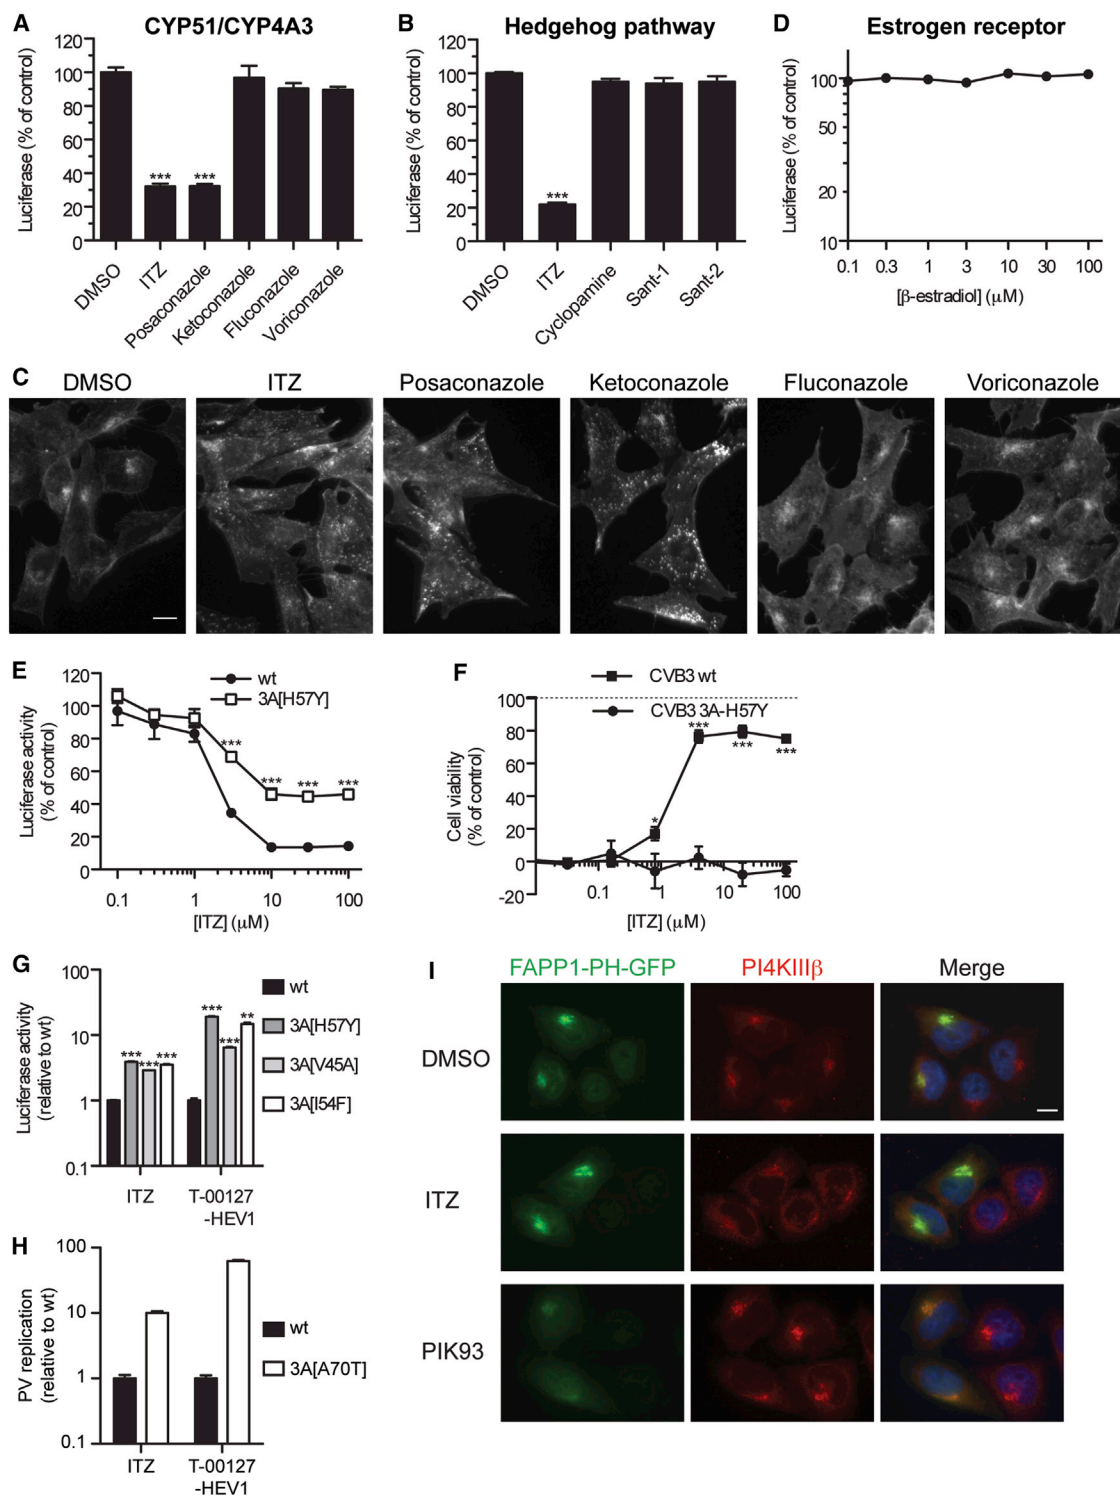 A
CYP51/CYP4A3
Luciferase (% of control)
120
100
80
60
40
20
0
***
***
DMSO
ITZ
Posaconazole
Ketoconazole
Fluconazole
Voriconazole
B
Hedgehog pathway
Luciferase (% of control)
120
100
80
60
40
20
0
***
DMSO
ITZ
Cyclopamine
Sant-1
Sant-2
D
Estrogen receptor
Luciferase (% of control)
100
50
20
10
0.1 0.3 1 3 10 30 100
[β-estradiol] (μM)
C
DMSO
ITZ
Posaconazole
Ketoconazole
Fluconazole
Voriconazole
E
wt
3A[H57Y]
Luciferase activity
(% of control)
120
100
80
60
40
20
0
***
*** *** ***
0.1 1 10 100
[ITZ] (μM)
F
CVB3 wt
CVB3 3A-H57Y
Cell viability
(% of control)
100
80
60
40
20
0
-20
*
***
***
***
0.1 1 10 100
[ITZ] (μM)
G
Luciferase activity
(relative to wt)
100
10
1
0.1
*** *** ***
*** *** **
ITZ
T-00127
-HEV1
wt
3A[H57Y]
3A[V45A]
3A[I54F]
H
PV replication
(relative to wt)
100
10
1
0.1
ITZ
T-00127
-HEV1
wt
3A[A70T]
I
FAPP1-PH-GFP
PI4KIIIβ
Merge
DMSO
ITZ
PIK93